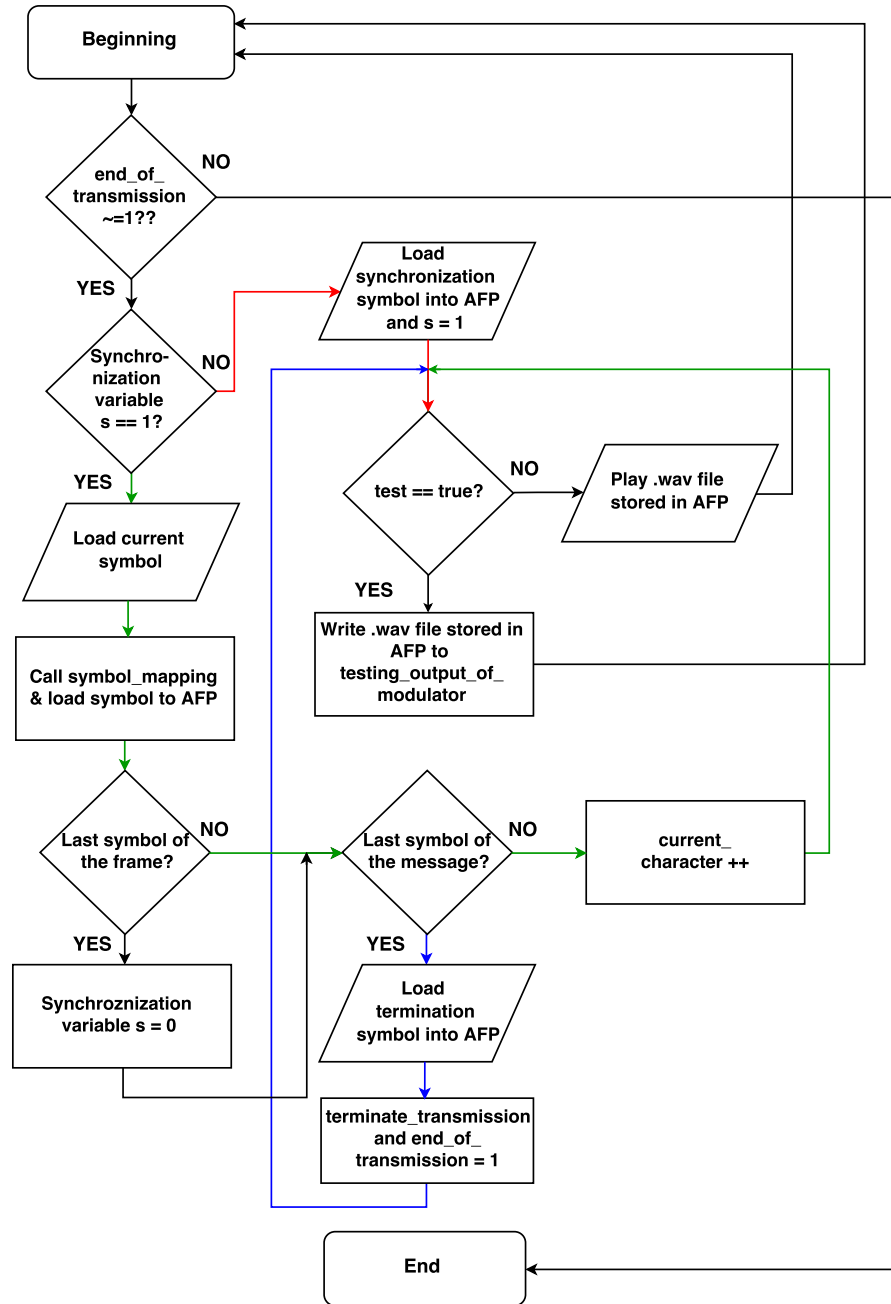 Beginning
end_of_
transmission
~=1??
NO
YES
Synchro-
nization
variable
s == 1?
NO
YES
Load
synchronization
symbol into AFP
and s = 1
test == true?
NO
YES
Play .wav file
stored in AFP
Write .wav file stored in
AFP to
testing_output_of_
modulator
Load current
symbol
Call symbol_mapping
& load symbol to AFP
Last symbol of
the frame?
NO
YES
Synchroznization
variable s = 0
Last symbol of
the message?
NO
YES
current_
character ++
Load
termination
symbol into AFP
terminate_transmission
and end_of_
transmission = 1
End